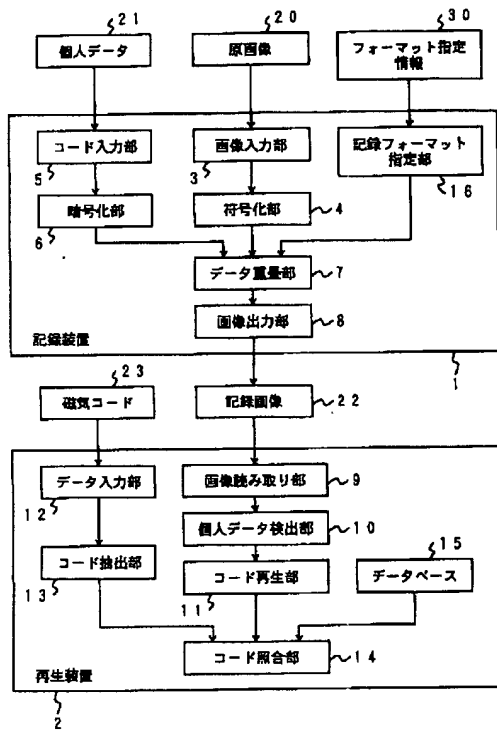 21
20
30
個人データ
原画像
フォーマット指定
情報
コード入力部
5
画像入力部
3
記録フォーマット
指定部
16
暗号化部
6
符号化部
4
データ重畳部
7
画像出力部
8
記録装置
1
23
磁気コード
記録画像
22
データ入力部
12
画像読み取り部
9
個人データ検出部
10
コード抽出部
13
コード再生部
11
15
データベース
コード照合部
14
再生装置
2